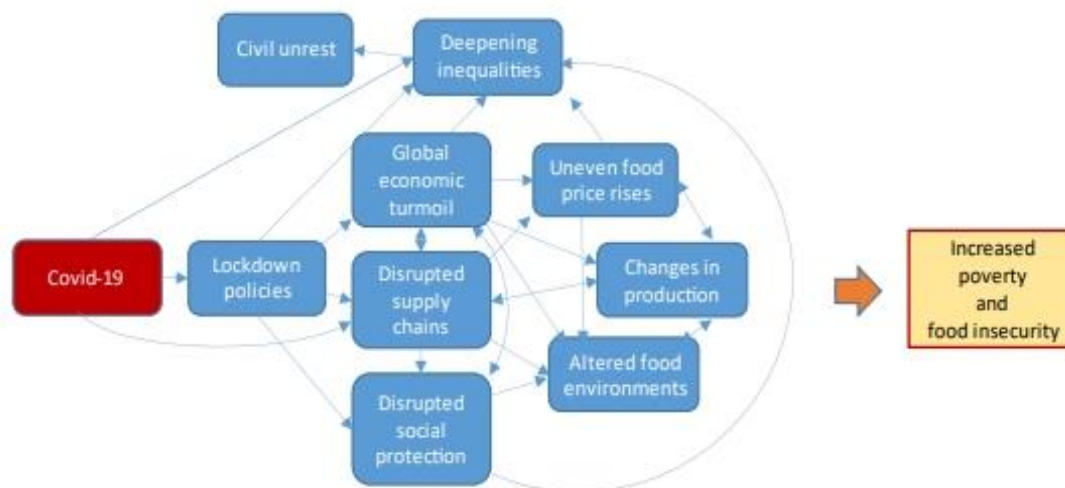 Civil unrest
Deepening
inequalities
Global
economic
turmoil
Uneven food
price rises
Covid-19
Lockdown
policies
Disrupted
supply
chains
Changes in
production
Increased
poverty
and
food insecurity
Altered food
environments
Disrupted
social
protection